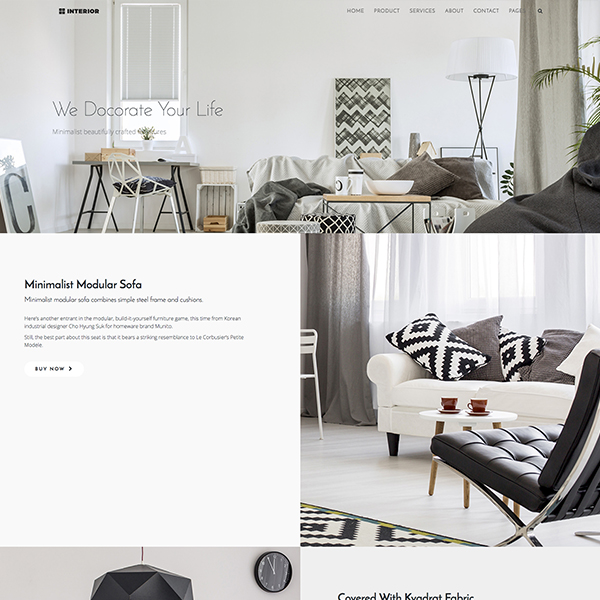 INTERIOR
HOME PRODUCT SERVICES ABOUT CONTACT PAGE
We Docorate Your Life
Minimalist beautifully crafted
Minimalist Modular Sofa
Minimalist modular sofa combines simple steel frame and cushions.
Here's another entrant in the modular, build-it-yourself furniture game, this time from Korean
industrial designer Cho Hyung Suk for homeware brand Munito.
Still, the best part about this seat is that it bears a striking resemblance to Le Corbusier's Petite
Modele.
BUY NOW
Covered With Kvadrat Fabric